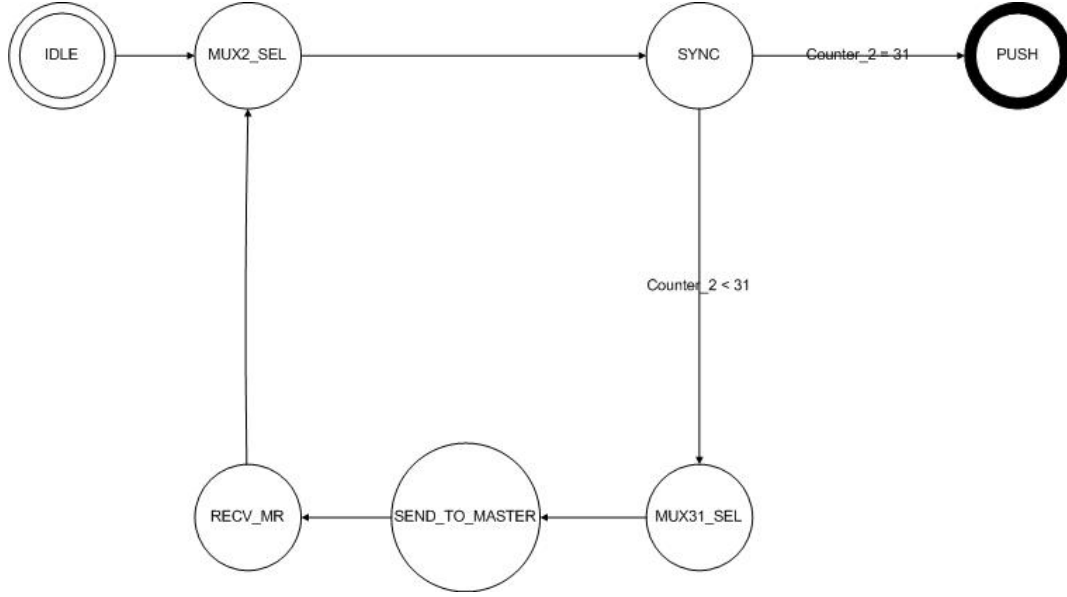 IDLE
MUX2_SEL
SYNC
Counter_2 = 31
PUSH
Counter_2 < 31
RECV_MR
SEND_TO_MASTER
MUX31_SEL